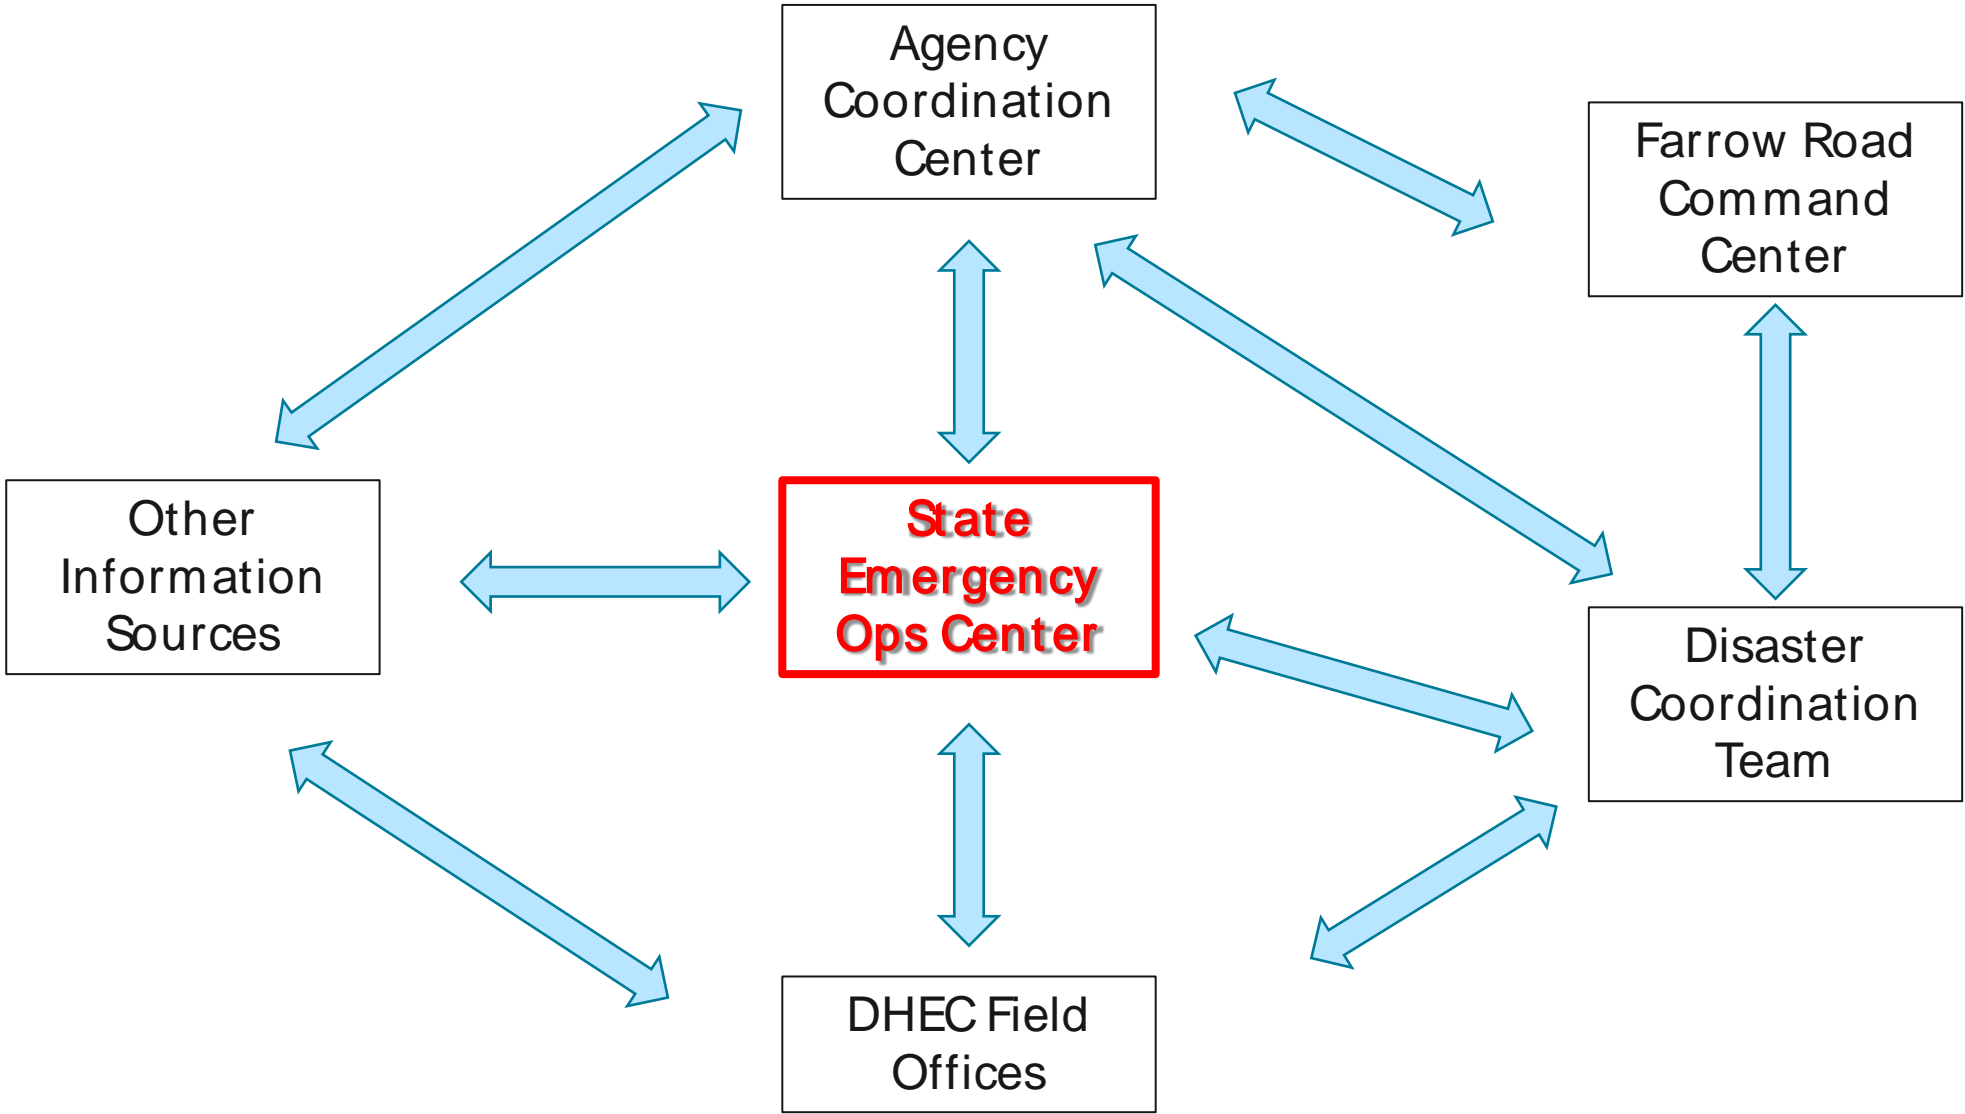 Agency
Coordination
Center
Farrow Road
Command
Center
Other
Information
Sources
State
Emergency
Ops Center
Disaster
Coordination
Team
DHEC Field
Offices